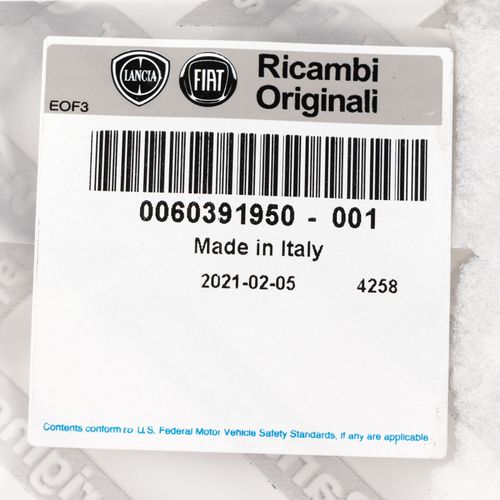 LANCIA FIAT Ricambi
Originali
EOF3
0060391950 - 001
Made in Italy
2021-02-05 4258
Contents conform to U.S. Federal Motor Vehicle Safety Standards, if any are applicable